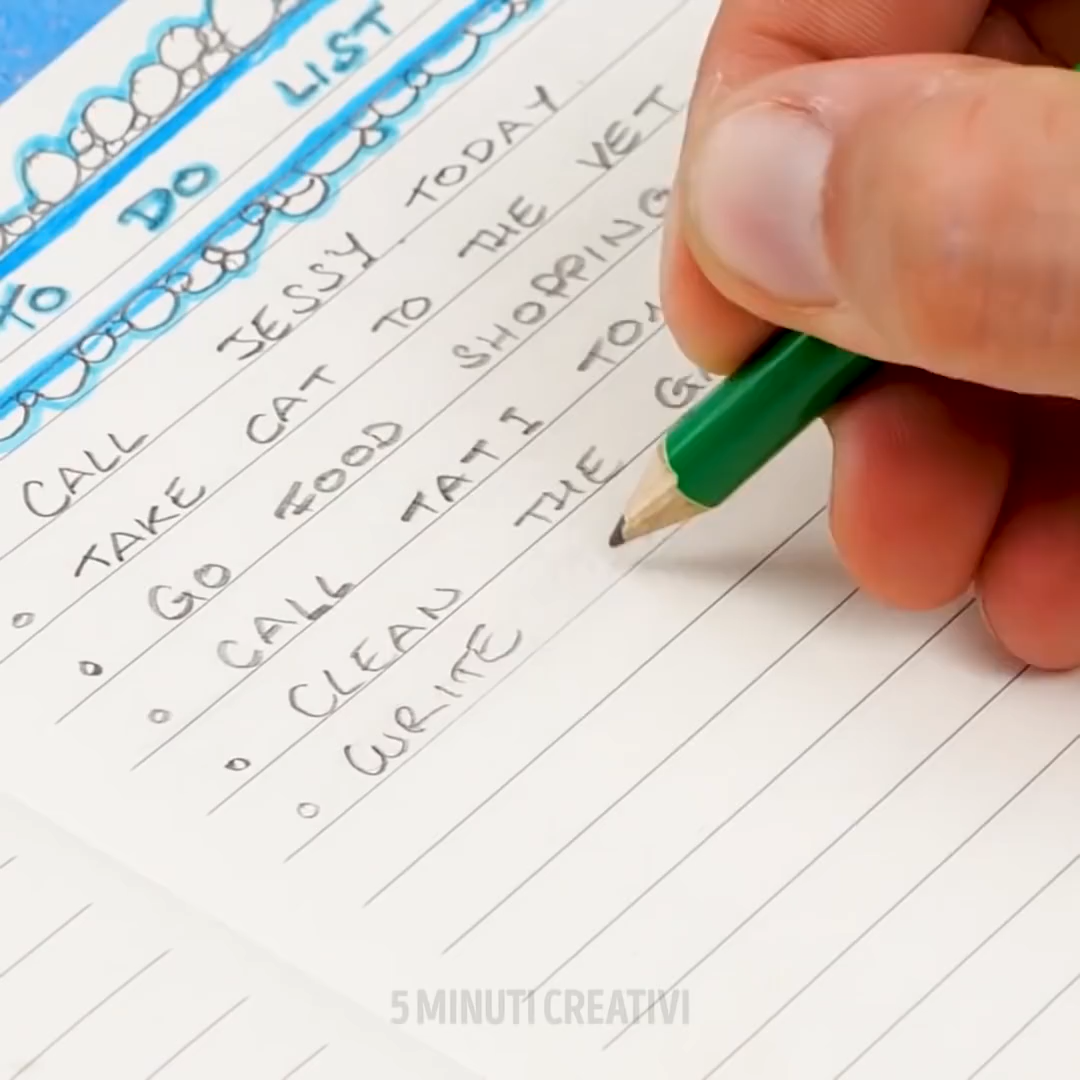 TO DO LIST
CALL JESSY TODAY
TAKE CAT TO THE VET
GO FOOD SHOPPING
CALL TATI
CLEAN THE
WRITE
5 MINUTI CREATIVI